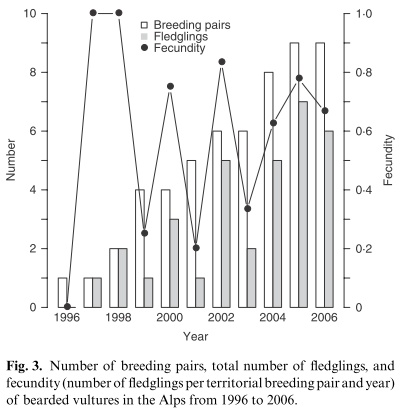 10
8
6
4
2
0
Number
1·0
0·8
0·6
0·4
0·2
0
Fecundity
Breeding pairs
Fledglings
Fecundity
1996 1998 2000 2002 2004 2006
Year
Fig. 3. Number of breeding pairs, total number of fledglings, and
fecundity (number of fledglings per territorial breeding pair and year)
of bearded vultures in the Alps from 1996 to 2006.